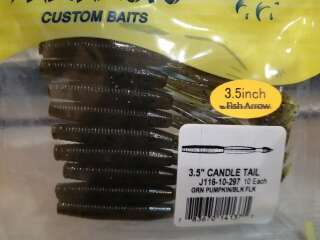 CUSTOM BAITS
3.5inch
Fish Arrow
3.5" CANDLE TAIL
J116-10-297 10 Each
GRN PUMPKIN/BLK FLK